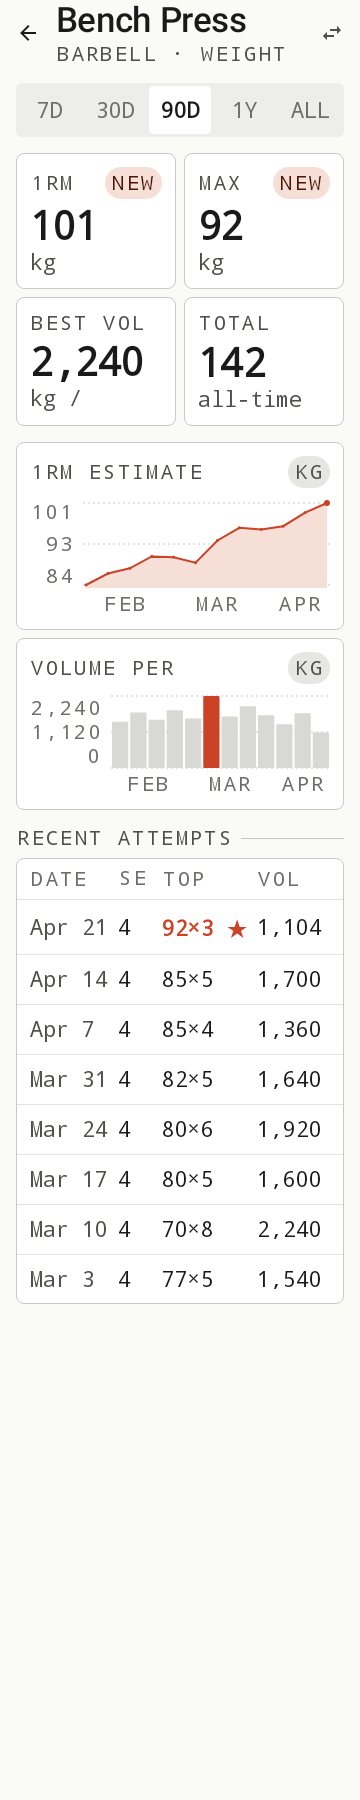 Bench Press
BARBELL · WEIGHT
7D 30D 90D 1Y ALL
1RM NEW
101
kg
MAX NEW
92
kg
BEST VOL
2,240
kg /
TOTAL
142
all-time
1RM ESTIMATE KG
101
93
84
FEB MAR APR
VOLUME PER KG
2,240
1,120
0
FEB MAR APR
RECENT ATTEMPTS
DATE SE TOP VOL
Apr 21 4 92×3 ★ 1,104
Apr 14 4 85×5 1,700
Apr 7 4 85×4 1,360
Mar 31 4 82×5 1,640
Mar 24 4 80×6 1,920
Mar 17 4 80×5 1,600
Mar 10 4 70×8 2,240
Mar 3 4 77×5 1,540